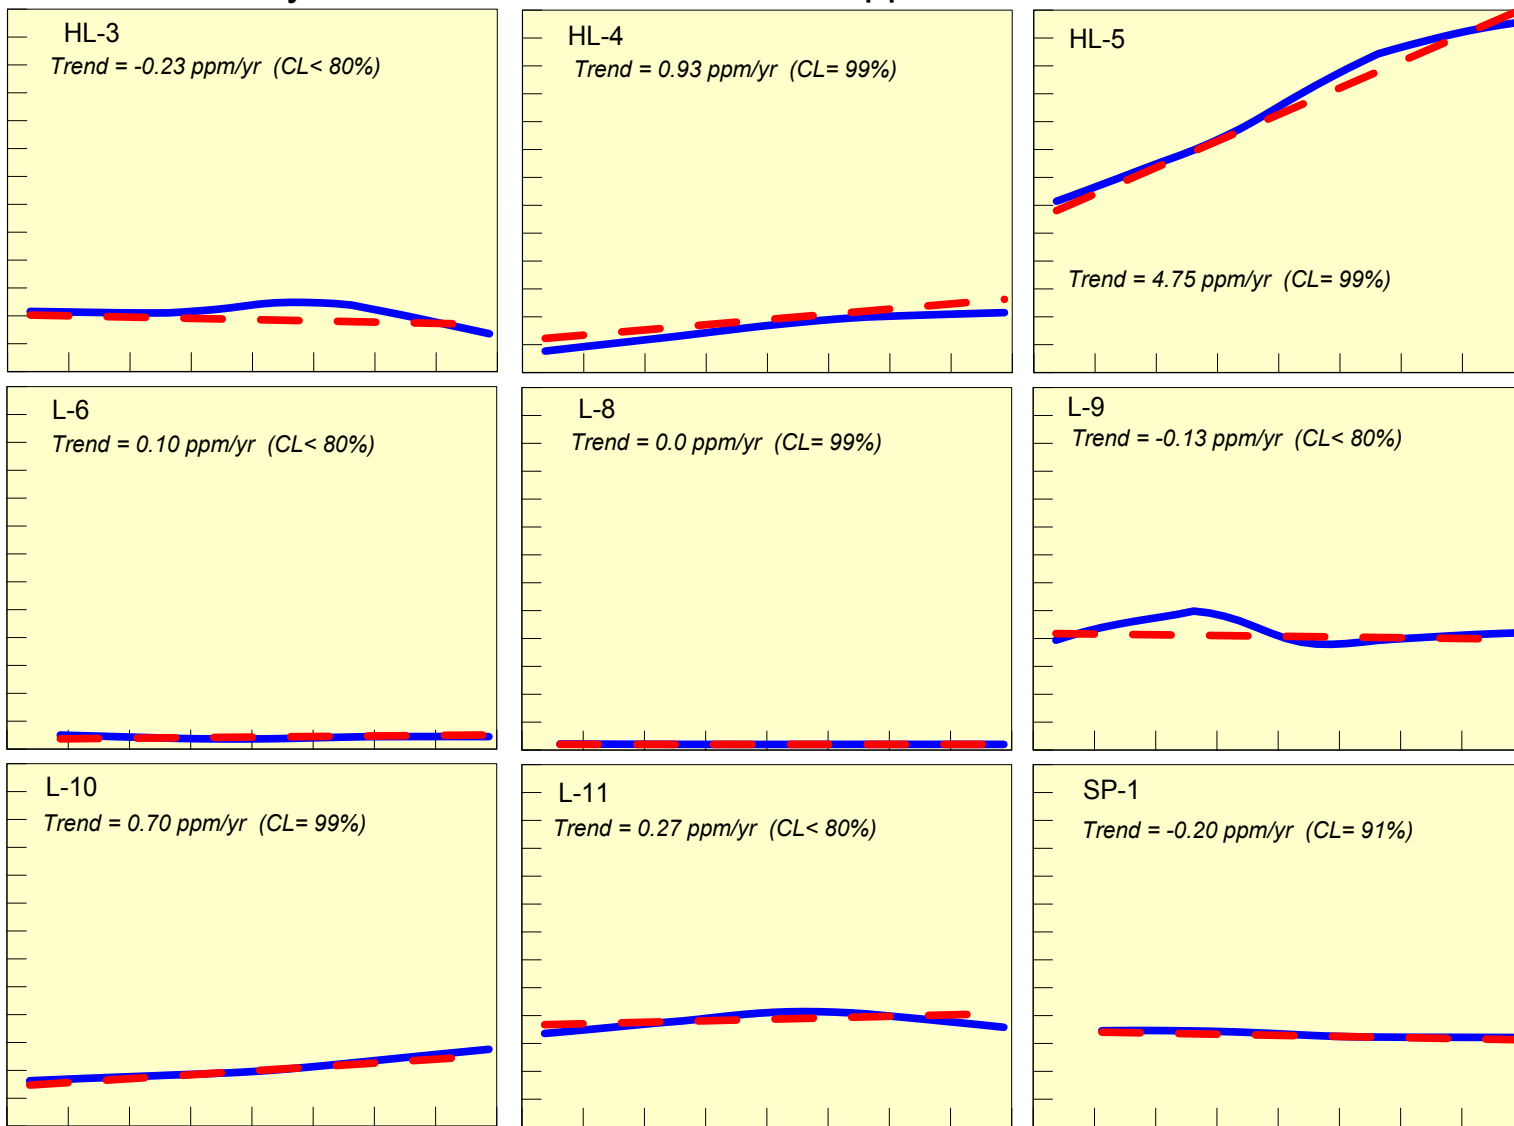 HL-3
Trend = -0.23 ppm/yr (CL< 80%)
HL-4
Trend = 0.93 ppm/yr (CL= 99%)
HL-5
Trend = 4.75 ppm/yr (CL= 99%)
L-6
Trend = 0.10 ppm/yr (CL< 80%)
L-8
Trend = 0.0 ppm/yr (CL= 99%)
L-9
Trend = -0.13 ppm/yr (CL< 80%)
L-10
Trend = 0.70 ppm/yr (CL= 99%)
L-11
Trend = 0.27 ppm/yr (CL< 80%)
SP-1
Trend = -0.20 ppm/yr (CL= 91%)